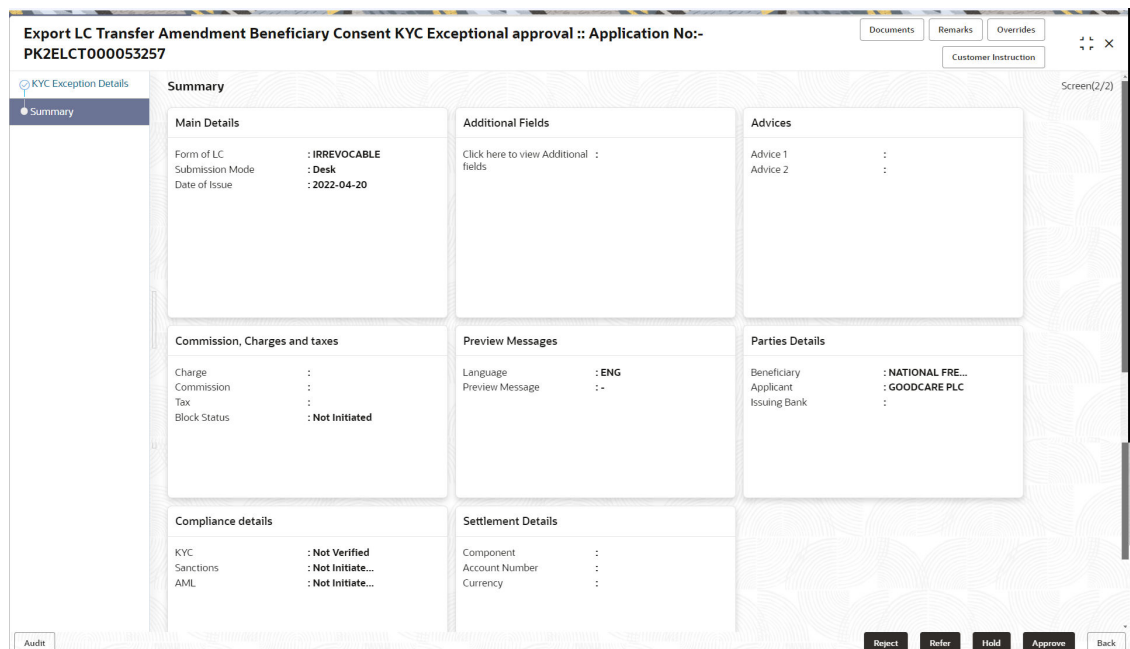 Export LC Transfer Amendment Beneficiary Consent KYC Exceptional approval :: Application No:-
PK2ELCT000053257
Documents
Remarks
Overrides
Customer Instruction
KYC Exception Details
Summary
Summary
Screen(2/2)
Main Details
Form of LC : IRREVOCABLE
Submission Mode : Desk
Date of Issue : 2022-04-20
Additional Fields
Click here to view Additional :
fields
Advices
Advice 1 :
Advice 2 :
Commission, Charges and taxes
Charge :
Commission :
Tax :
Block Status : Not Initiated
Preview Messages
Language : ENG
Preview Message : -
Parties Details
Beneficiary : NATIONAL FRE...
Applicant : GOODCARE PLC
Issuing Bank :
Compliance details
KYC : Not Verified
Sanctions : Not Initiate...
AML : Not Initiate...
Settlement Details
Component :
Account Number :
Currency :
Audit
Reject
Refer
Hold
Approve
Back